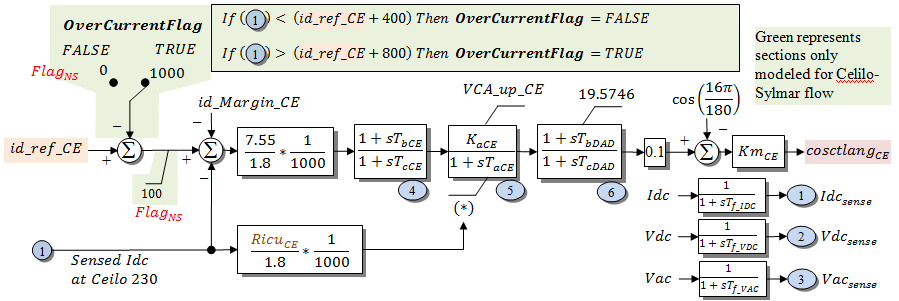 OverCurrentFlag
FALSE TRUE
Flag_NS 0 1000
If (1) < (id_ref_CE + 400) Then OverCurrentFlag = FALSE
If (1) > (id_ref_CE + 800) Then OverCurrentFlag = TRUE
Green represents
sections only
modeled for Celilo-
Sylmar flow
id_Margin_CE
VCA_up_CE
19.5746
cos(16π/180)
id_ref_CE
+ − Σ
100
Flag_NS
+ − − Σ
7.55/1.8 * 1/1000
1 + sT_bCE / 1 + sT_cCE
4
K_aCE / 1 + sT_aCE
5
(*)
1 + sT_bDAD / 1 + sT_cDAD
6
0.1
+ − Σ
Km_CE
cosctlang_CE
1
Sensed Idc
at Ceilo 230
Ricu_CE/1.8 * 1/1000
Idc 1 / 1 + sT_f_IDC 1 Idc_sense
Vdc 1 / 1 + sT_f_VDC 2 Vdc_sense
Vac 1 / 1 + sT_f_VAC 3 Vac_sense